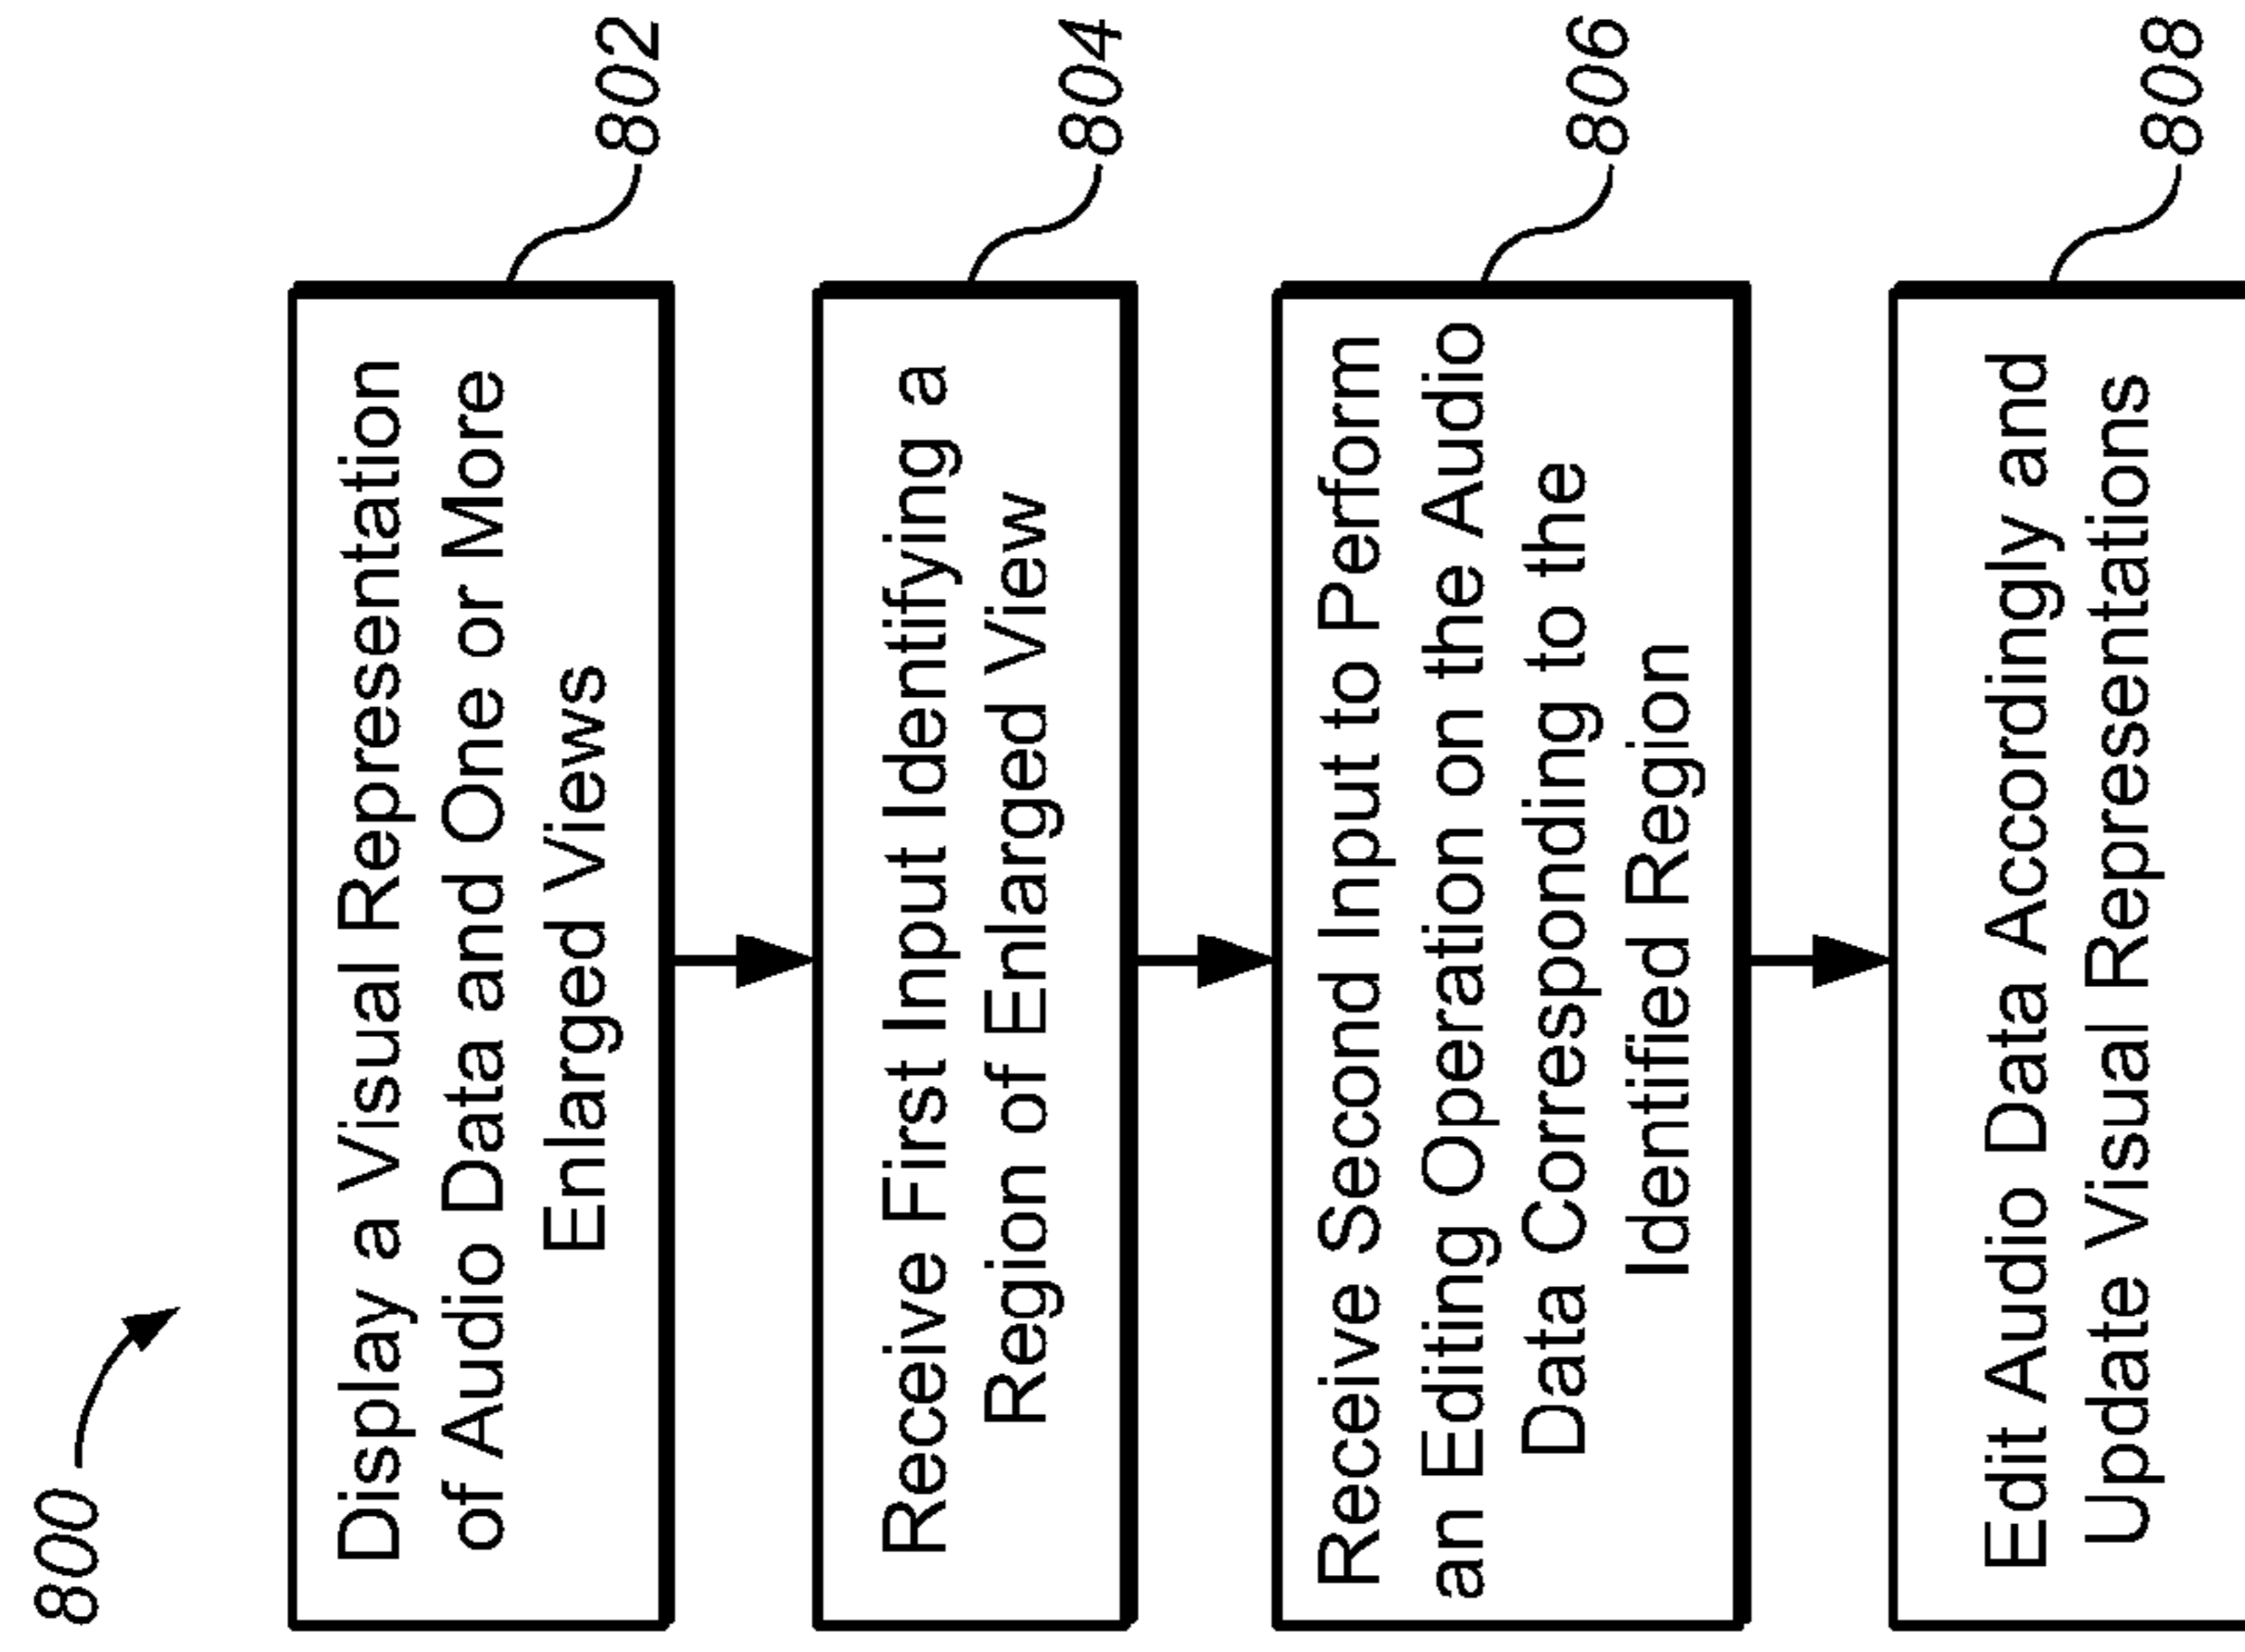 800
Display a Visual Representation
of Audio Data and One or More
Enlarged Views
802
Receive First Input Identifying a
Region of Enlarged View
804
Receive Second Input to Perform
an Editing Operation on the Audio
Data Corresponding to the
Identified Region
806
Edit Audio Data Accordingly and
Update Visual Representations
808